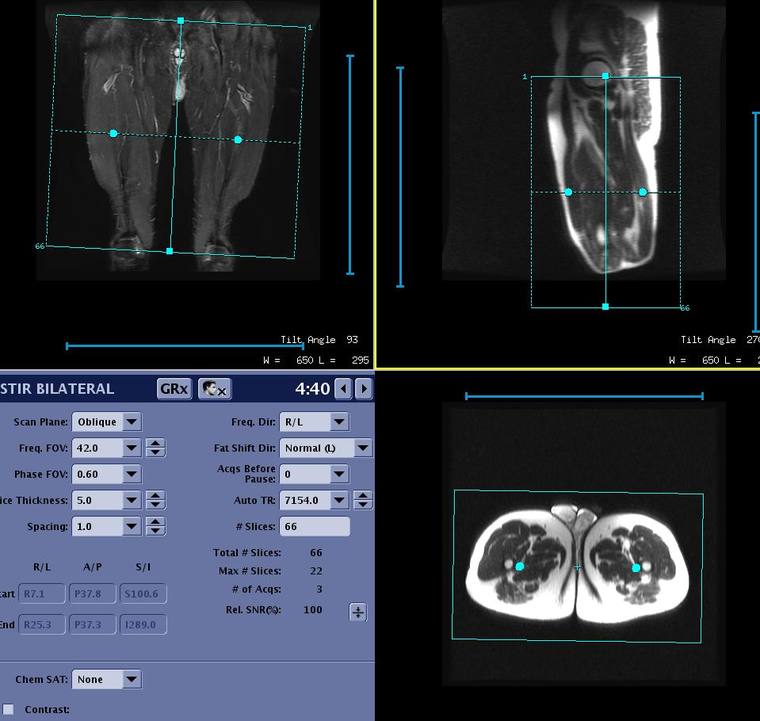 1
66
Tilt Angle 93
W = 650 L = 295
1
66
Tilt Angle 270
W = 650 L =
STIR BILATERAL GRx 4:40
Scan Plane: Oblique Freq. Dir: R/L
Freq. FOV: 42.0 Fat Shift Dir: Normal (L)
Phase FOV: 0.60 Acqs Before Pause: 0
ice Thickness: 5.0 Auto TR: 7154.0
Spacing: 1.0 # Slices: 66
R/L A/P S/I
Total # Slices: 66
Max # Slices: 22
art R7.1 P37.8 S100.6
# of Acqs: 3
Rel. SNR(%): 100
End R25.3 P37.3 I289.0
Chem SAT: None
Contrast: